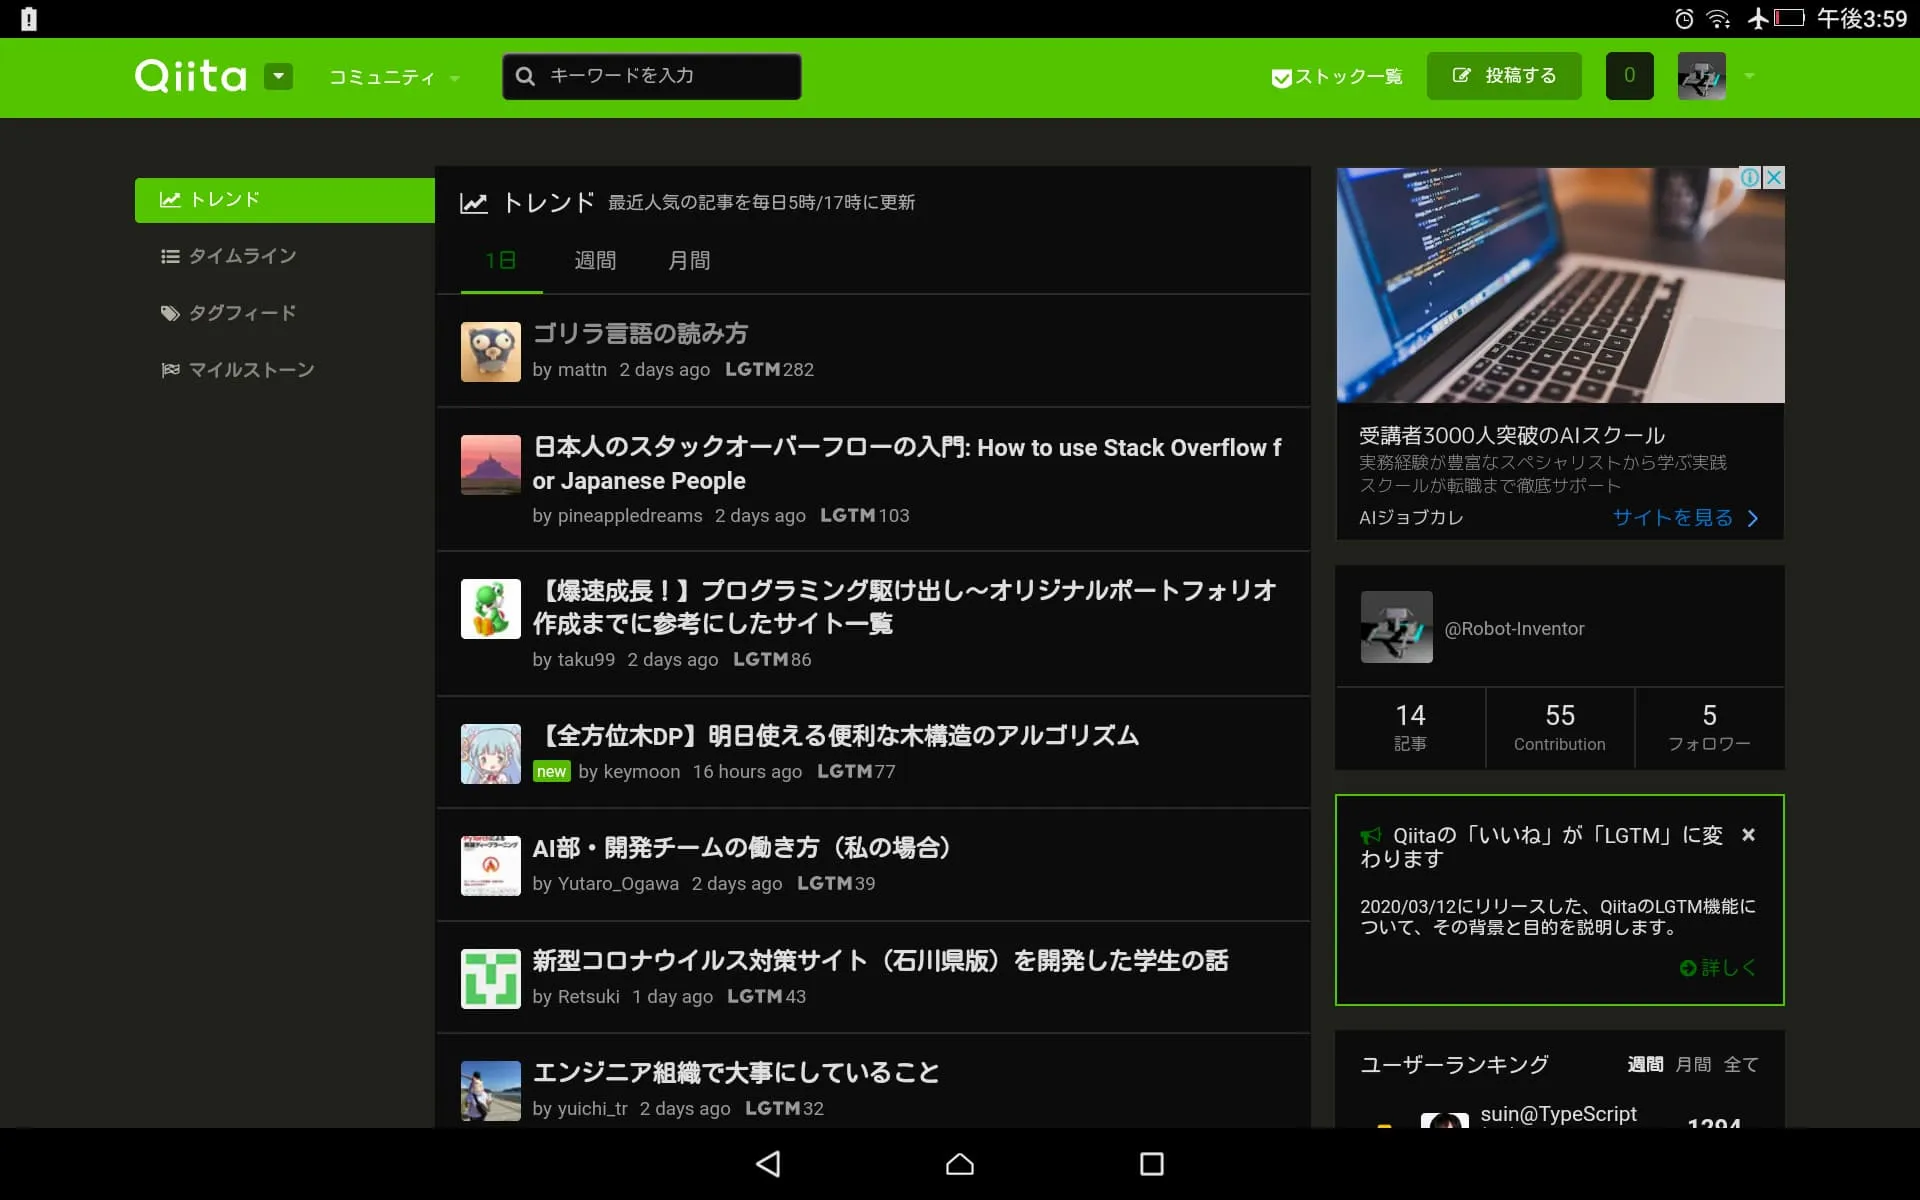 午後3:59
Qiita
コミュニティ
キーワードを入力
ストック一覧
投稿する
0
トレンド
タイムライン
タグフィード
マイルストーン
トレンド 最近人気の記事を毎日5時/17時に更新
1日 週間 月間
ゴリラ言語の読み方
by mattn 2 days ago LGTM 282
日本人のスタックオーバーフローの入門: How to use Stack Overflow f
or Japanese People
by pineappledreams 2 days ago LGTM 103
【爆速成長！】プログラミング駆け出し〜オリジナルポートフォリオ
作成までに参考にしたサイト一覧
by taku99 2 days ago LGTM 86
【全方位木DP】明日使える便利な木構造のアルゴリズム
new by keymoon 16 hours ago LGTM 77
AI部・開発チームの働き方（私の場合）
by Yutaro_Ogawa 2 days ago LGTM 39
新型コロナウイルス対策サイト（石川県版）を開発した学生の話
by Retsuki 1 day ago LGTM 43
エンジニア組織で大事にしていること
by yuichi_tr 2 days ago LGTM 32
受講者3000人突破のAIスクール
実務経験が豊富なスペシャリストから学ぶ実践
スクールが転職まで徹底サポート
AIジョブカレ サイトを見る
@Robot-Inventor
14 55 5
記事 Contribution フォロワー
Qiitaの「いいね」が「LGTM」に変
わります
2020/03/12にリリースした、QiitaのLGTM機能に
ついて、その背景と目的を説明します。
詳しく
ユーザーランキング 週間 月間 全て
suin@TypeScript